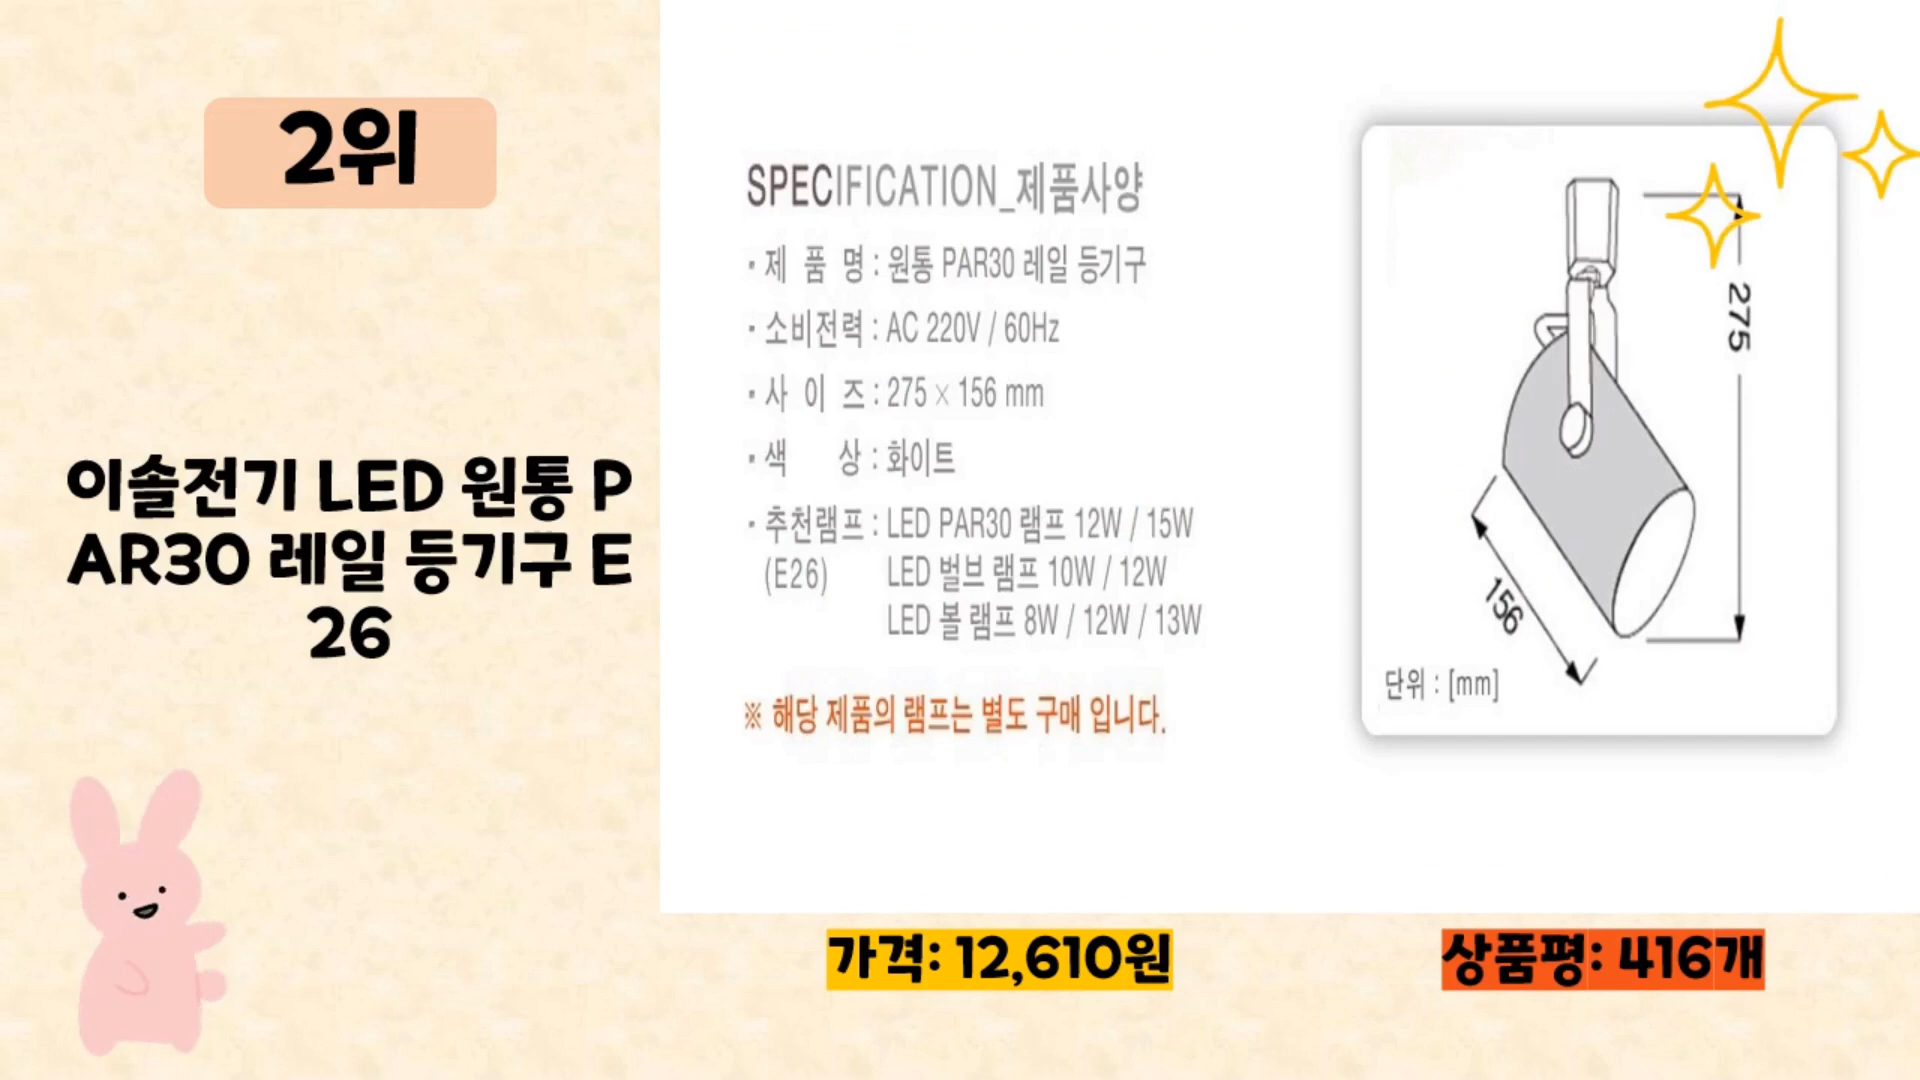 2위
이솔전기 LED 원통 P
AR30 레일 등기구 E
26
SPECIFICATION_제품사양
· 제 품 명 : 원통 PAR30 레일 등기구
· 소비전력 : AC 220V / 60Hz
· 사 이 즈 : 275 × 156 mm
· 색 상 : 화이트
· 추천램프 : LED PAR30 램프 12W / 15W
(E26) LED 벌브 램프 10W / 12W
LED 볼 램프 8W / 12W / 13W
※ 해당 제품의 램프는 별도 구매 입니다.
275
156
단위 : [mm]
가격: 12,610원
상품평: 416개